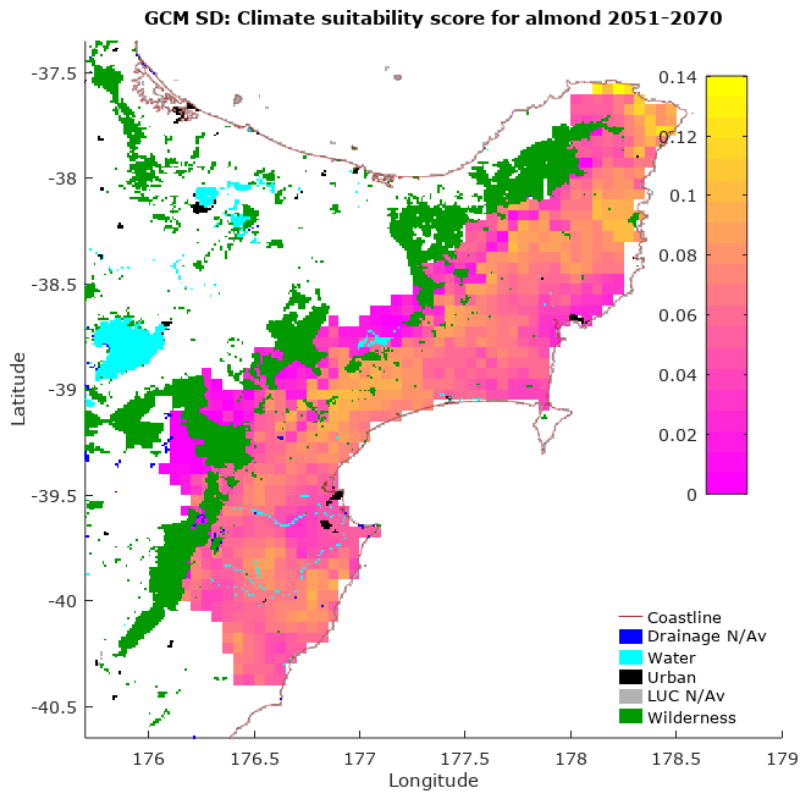 GCM SD: Climate suitability score for almond 2051-2070
-37.5
-38
-38.5
-39
-39.5
-40
-40.5
Latitude
176
176.5
177
177.5
178
178.5
179
Longitude
0.14
0.12
0.1
0.08
0.06
0.04
0.02
0
Coastline
Drainage N/Av
Water
Urban
LUC N/Av
Wilderness